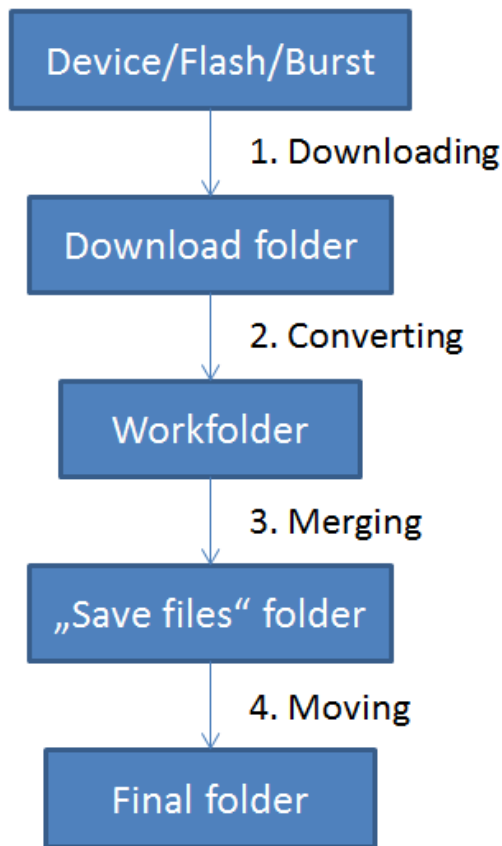 Device/Flash/Burst
1. Downloading
Download folder
2. Converting
Workfolder
3. Merging
„Save files“ folder
4. Moving
Final folder